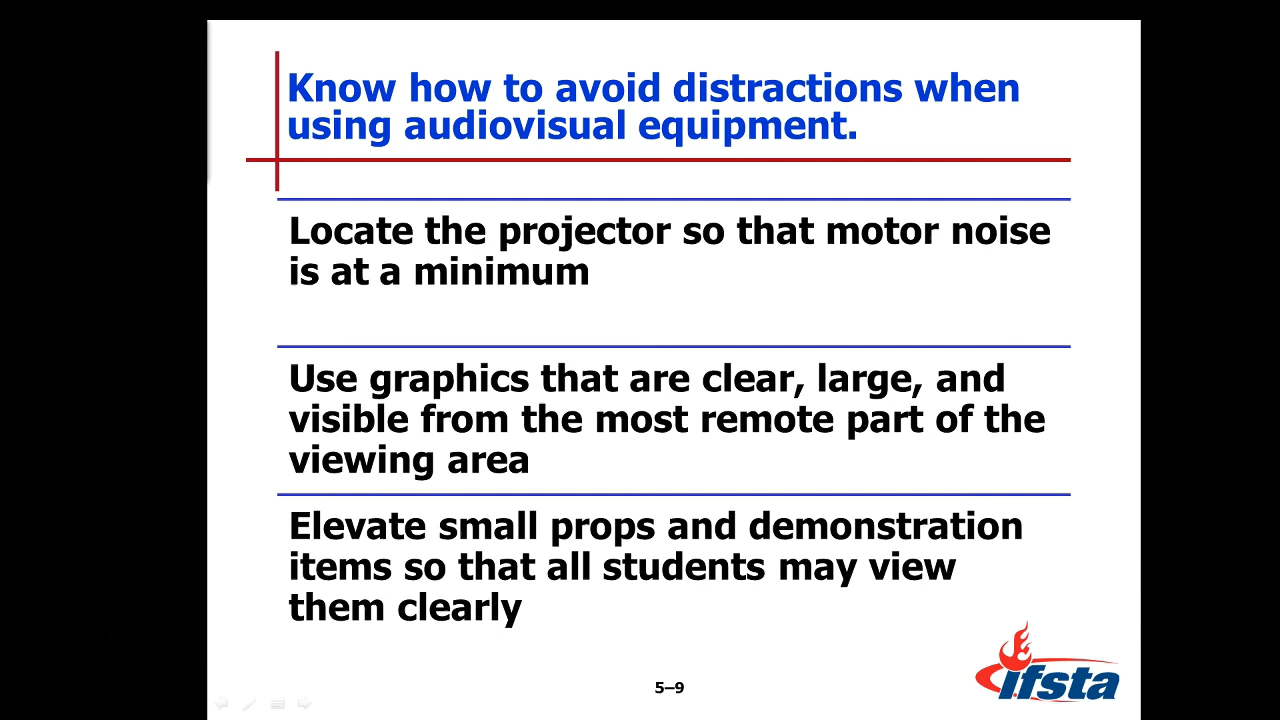 Know how to avoid distractions when
using audiovisual equipment.
Locate the projector so that motor noise
is at a minimum
Use graphics that are clear, large, and
visible from the most remote part of the
viewing area
Elevate small props and demonstration
items so that all students may view
them clearly
5–9
ifsta